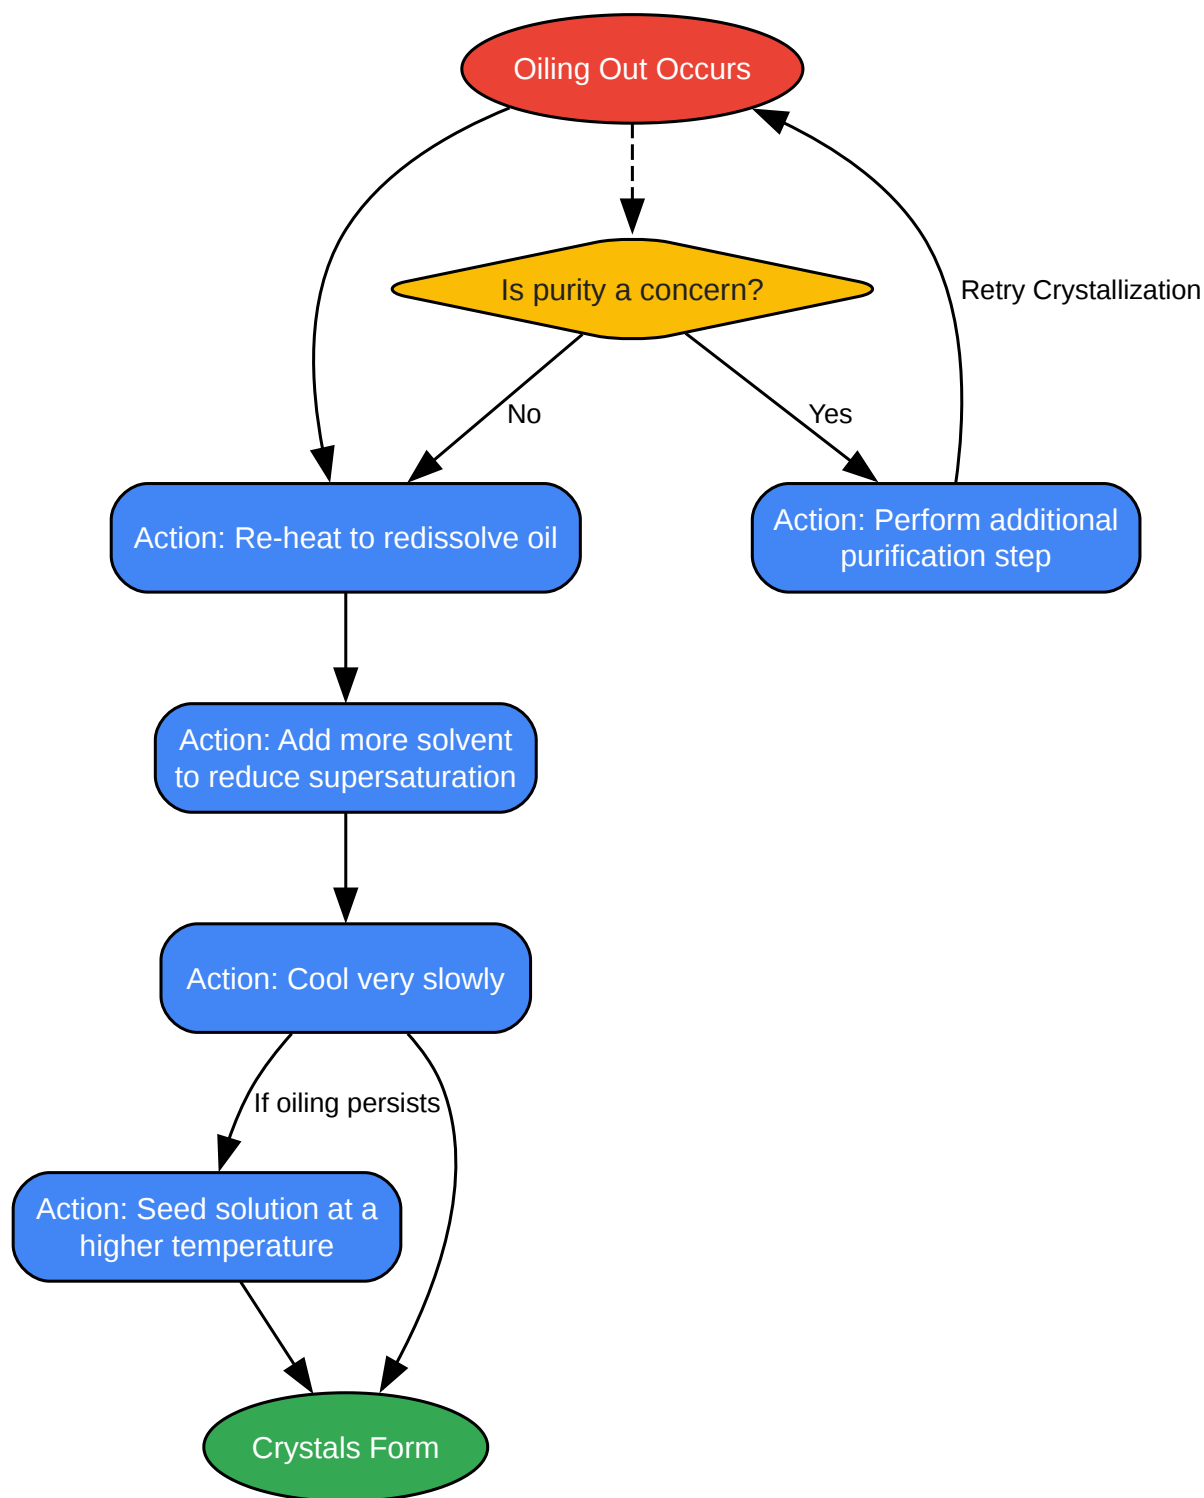 Oiling Out Occurs
Is purity a concern?
Retry Crystallization
No
Yes
Action: Re-heat to redissolve oil
Action: Perform additional
purification step
Action: Add more solvent
to reduce supersaturation
Action: Cool very slowly
If oiling persists
Action: Seed solution at a
higher temperature
Crystals Form